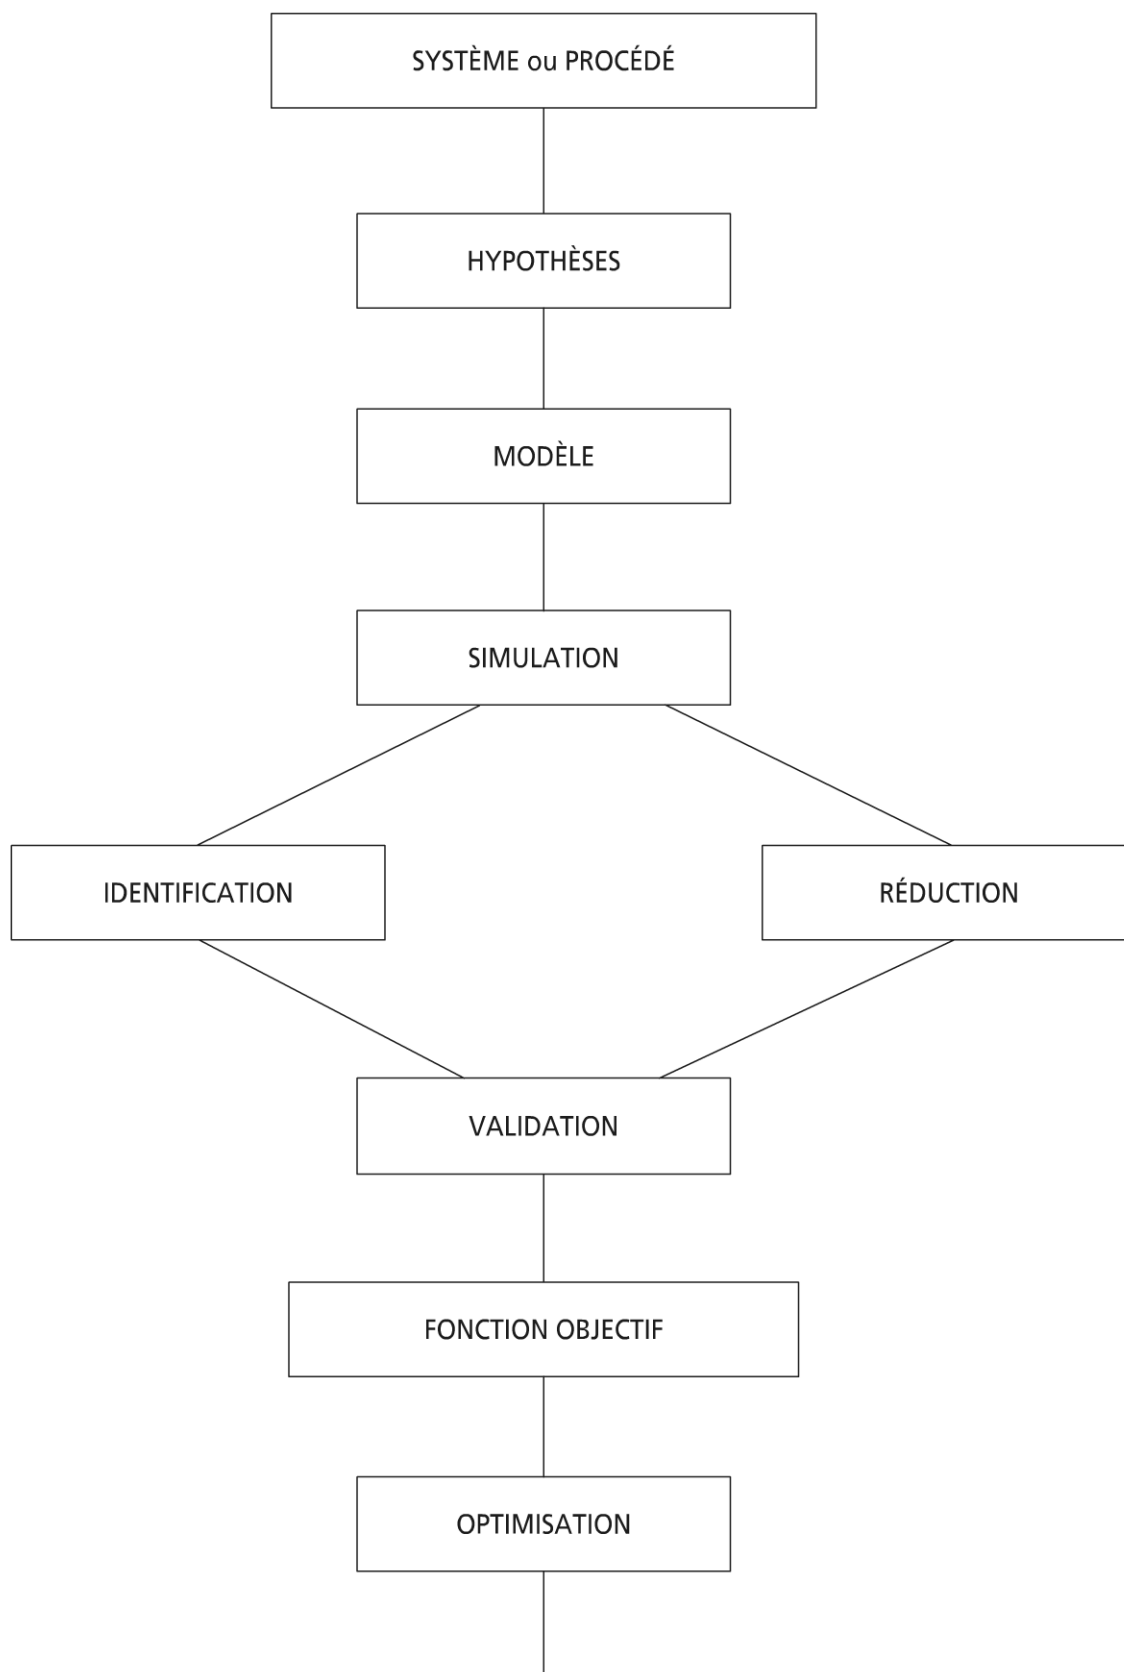 SYSTÈME ou PROCÉDÉ
HYPOTHÈSES
MODÈLE
SIMULATION
IDENTIFICATION
RÉDUCTION
VALIDATION
FONCTION OBJECTIF
OPTIMISATION